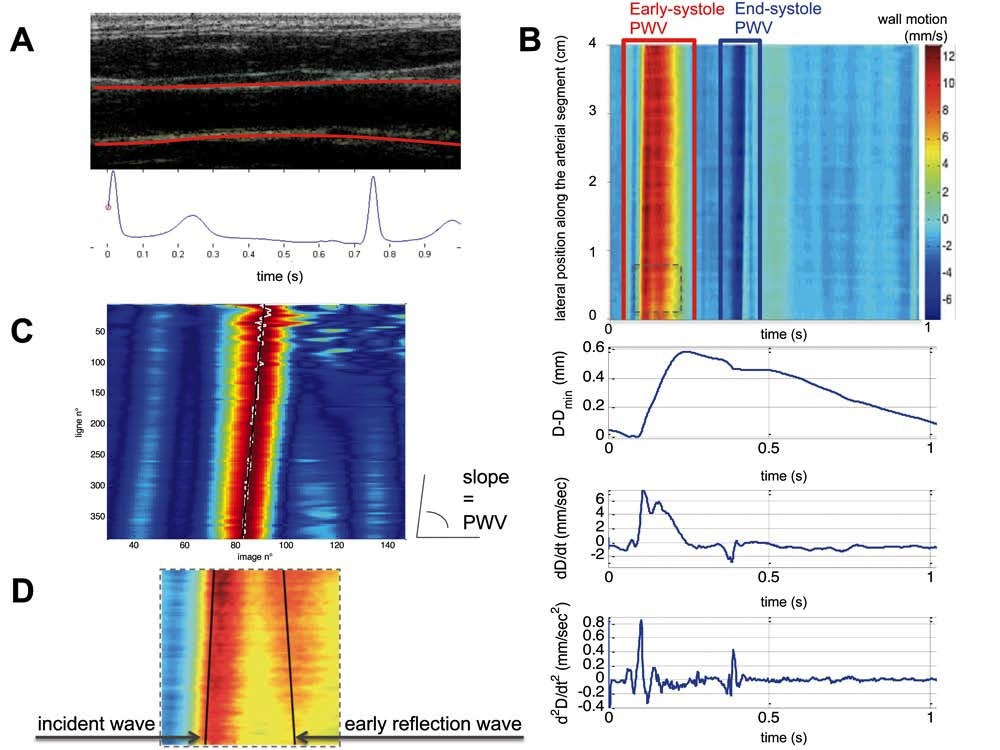 A
0 0.1 0.2 0.3 0.4 0.5 0.6 0.7 0.8 0.9
time (s)
B
Early-systole
PWV
End-systole
PWV
wall motion
(mm/s)
lateral position along the arterial segment (cm)
4
3
2
1
0
0 1
time (s)
12
10
8
6
4
2
0
-2
-4
-6
D-Dmin (mm)
0.6
0.4
0.2
0
0 0.5 1
time (s)
dD/dt (mm/sec)
6
4
2
0
-2
0 0.5 1
time (s)
d²D/dt² (mm/sec²)
0.8
0.6
0.4
0.2
0
-0.2
-0.4
0 0.5 1
time (s)
C
ligne n°
50
100
150
200
250
300
350
40 60 80 100 120 140
image n°
slope
=
PWV
D
incident wave
early reflection wave